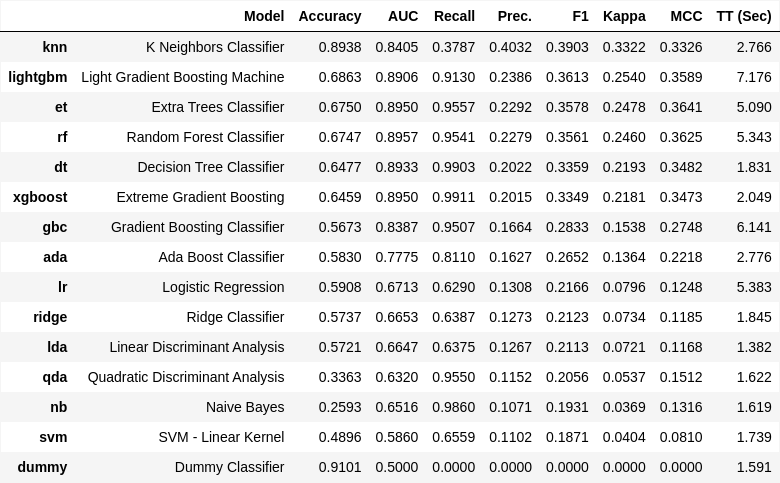 Model Accuracy AUC Recall Prec. F1 Kappa MCC TT (Sec)
knn K Neighbors Classifier 0.8938 0.8405 0.3787 0.4032 0.3903 0.3322 0.3326 2.766
lightgbm Light Gradient Boosting Machine 0.6863 0.8906 0.9130 0.2386 0.3613 0.2540 0.3589 7.176
et Extra Trees Classifier 0.6750 0.8950 0.9557 0.2292 0.3578 0.2478 0.3641 5.090
rf Random Forest Classifier 0.6747 0.8957 0.9541 0.2279 0.3561 0.2460 0.3625 5.343
dt Decision Tree Classifier 0.6477 0.8933 0.9903 0.2022 0.3359 0.2193 0.3482 1.831
xgboost Extreme Gradient Boosting 0.6459 0.8950 0.9911 0.2015 0.3349 0.2181 0.3473 2.049
gbc Gradient Boosting Classifier 0.5673 0.8387 0.9507 0.1664 0.2833 0.1538 0.2748 6.141
ada Ada Boost Classifier 0.5830 0.7775 0.8110 0.1627 0.2652 0.1364 0.2218 2.776
lr Logistic Regression 0.5908 0.6713 0.6290 0.1308 0.2166 0.0796 0.1248 5.383
ridge Ridge Classifier 0.5737 0.6653 0.6387 0.1273 0.2123 0.0734 0.1185 1.845
lda Linear Discriminant Analysis 0.5721 0.6647 0.6375 0.1267 0.2113 0.0721 0.1168 1.382
qda Quadratic Discriminant Analysis 0.3363 0.6320 0.9550 0.1152 0.2056 0.0537 0.1512 1.622
nb Naive Bayes 0.2593 0.6516 0.9860 0.1071 0.1931 0.0369 0.1316 1.619
svm SVM - Linear Kernel 0.4896 0.5860 0.6559 0.1102 0.1871 0.0404 0.0810 1.739
dummy Dummy Classifier 0.9101 0.5000 0.0000 0.0000 0.0000 0.0000 0.0000 1.591